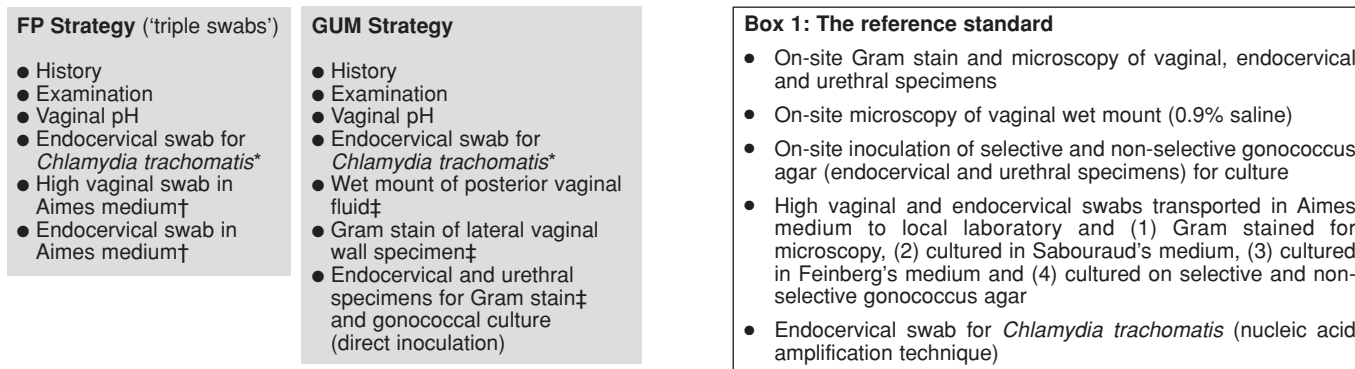 FP Strategy (‘triple swabs’)
● History
● Examination
● Vaginal pH
● Endocervical swab for
Chlamydia trachomatis*
● High vaginal swab in
Aimes medium†
● Endocervical swab in
Aimes medium†
GUM Strategy
● History
● Examination
● Vaginal pH
● Endocervical swab for
Chlamydia trachomatis*
● Wet mount of posterior vaginal
fluid‡
● Gram stain of lateral vaginal
wall specimen‡
● Endocervical and urethral
specimens for Gram stain‡
and gonococcal culture
(direct inoculation)
Box 1: The reference standard
● On-site Gram stain and microscopy of vaginal, endocervical
and urethral specimens
● On-site microscopy of vaginal wet mount (0.9% saline)
● On-site inoculation of selective and non-selective gonococcus
agar (endocervical and urethral specimens) for culture
● High vaginal and endocervical swabs transported in Aimes
medium to local laboratory and (1) Gram stained for
microscopy, (2) cultured in Sabouraud’s medium, (3) cultured
in Feinberg’s medium and (4) cultured on selective and non-
selective gonococcus agar
● Endocervical swab for Chlamydia trachomatis (nucleic acid
amplification technique)